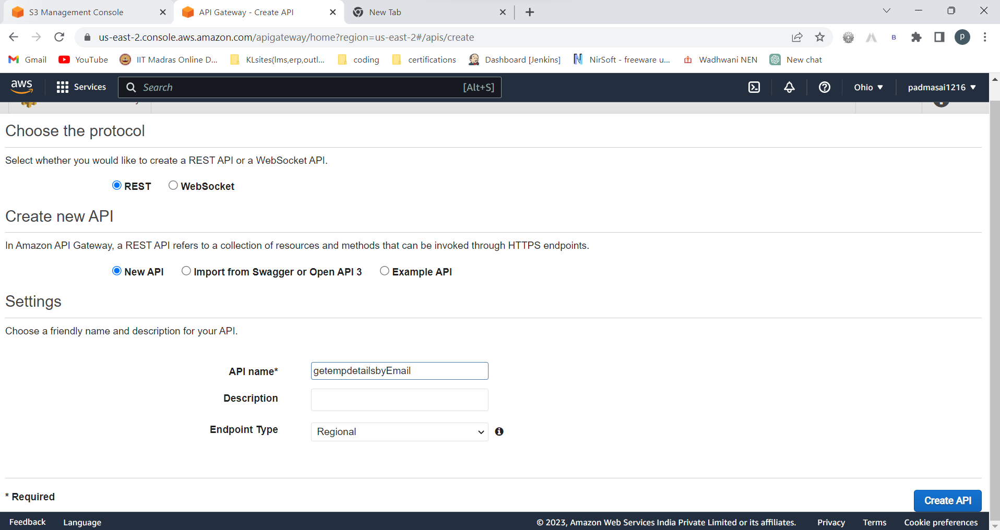 S3 Management Console
API Gateway - Create API
New Tab
us-east-2.console.aws.amazon.com/apigateway/home?region=us-east-2#/apis/create
B
p
Gmail
YouTube
IIT Madras Online D...
KLsites(lms,erp,outl...
coding
certifications
Dashboard [Jenkins]
NirSoft - freeware u...
Wadhwani NEN
New chat
aws
Services
Search
[Alt+S]
Ohio
padmasai1216
Choose the protocol
Select whether you would like to create a REST API or a WebSocket API.
REST
WebSocket
Create new API
In Amazon API Gateway, a REST API refers to a collection of resources and methods that can be invoked through HTTPS endpoints.
New API
Import from Swagger or Open API 3
Example API
Settings
Choose a friendly name and description for your API.
API name*
getempdetailsbyEmail
Description
Endpoint Type
Regional
* Required
Create API
Feedback
Language
© 2023, Amazon Web Services India Private Limited or its affiliates.
Privacy
Terms
Cookie preferences